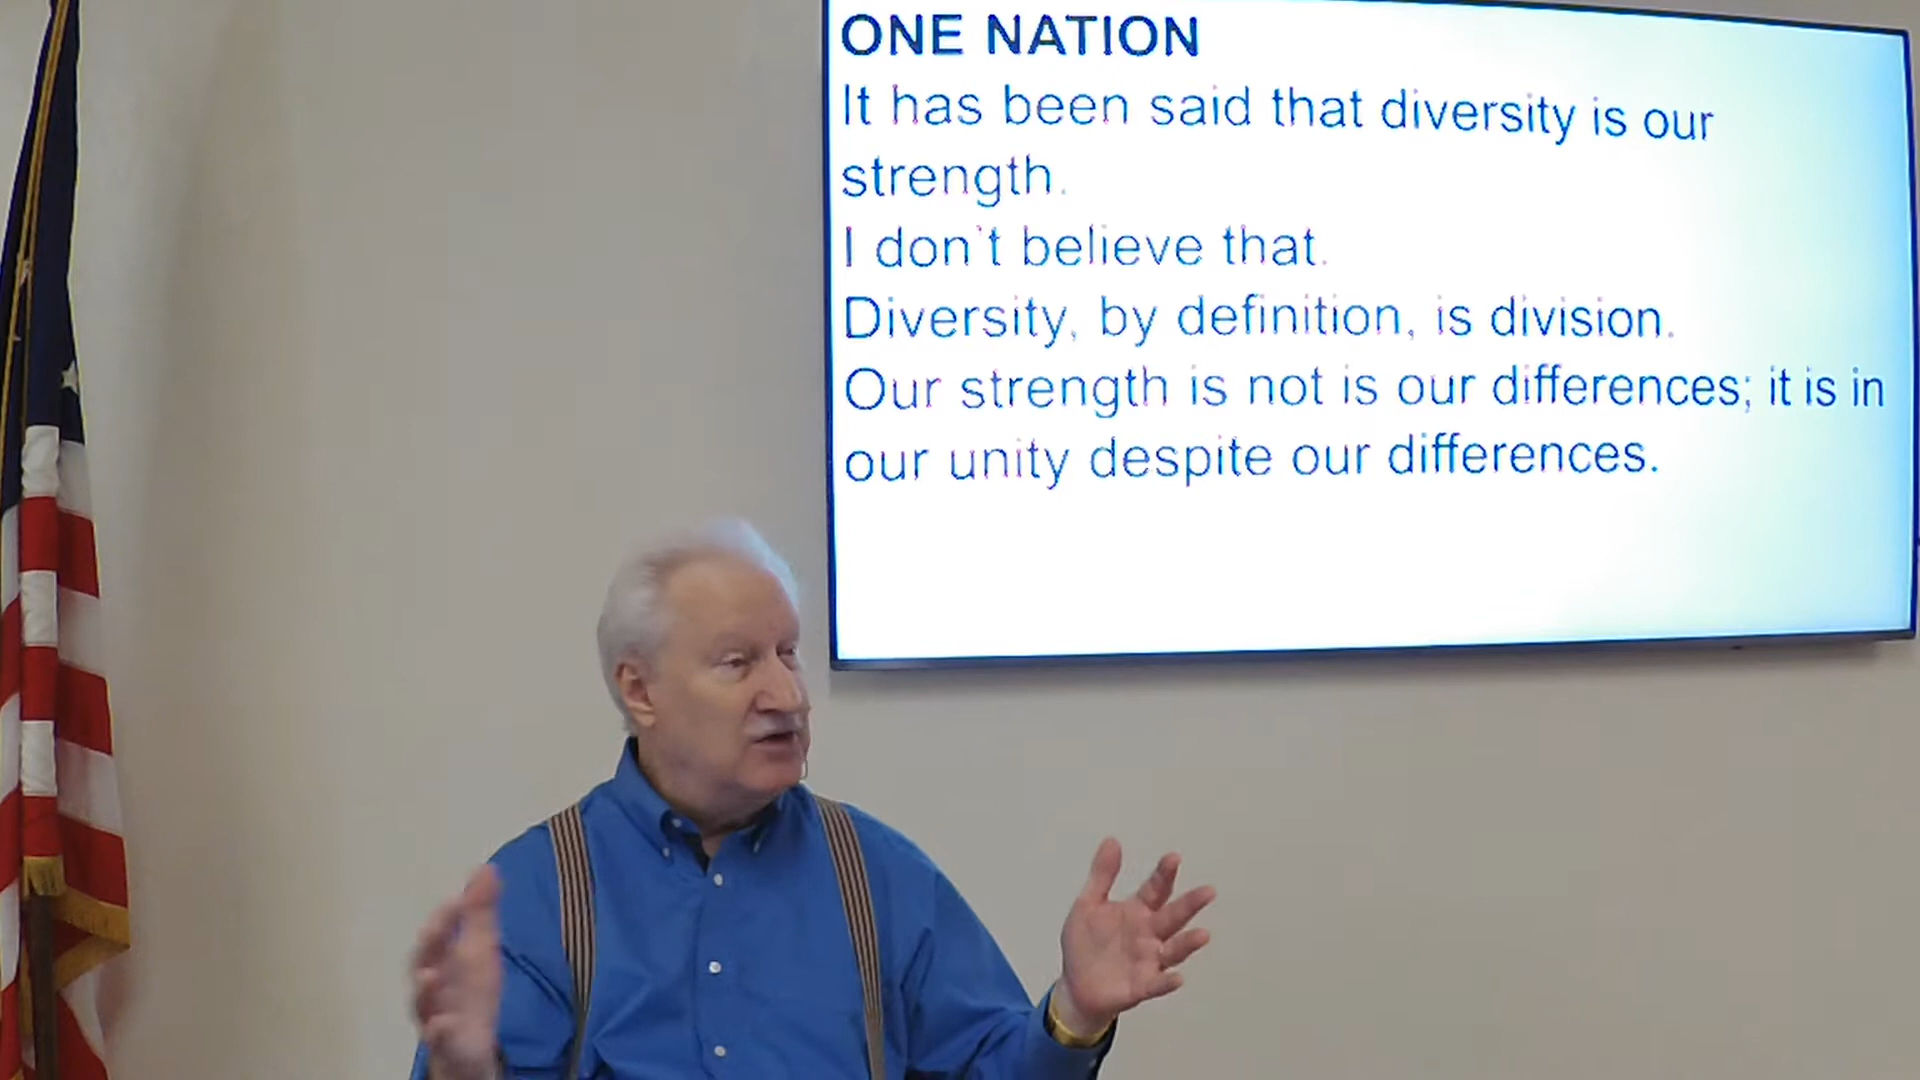 ONE NATION
It has been said that diversity is our
strength.
I don't believe that.
Diversity, by definition, is division.
Our strength is not is our differences; it is in
our unity despite our differences.